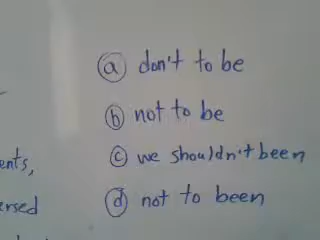 ⓐ don't to be
ⓑ not to be
ⓒ we shouldn't been
ents,
ⓓ not to been
ersed